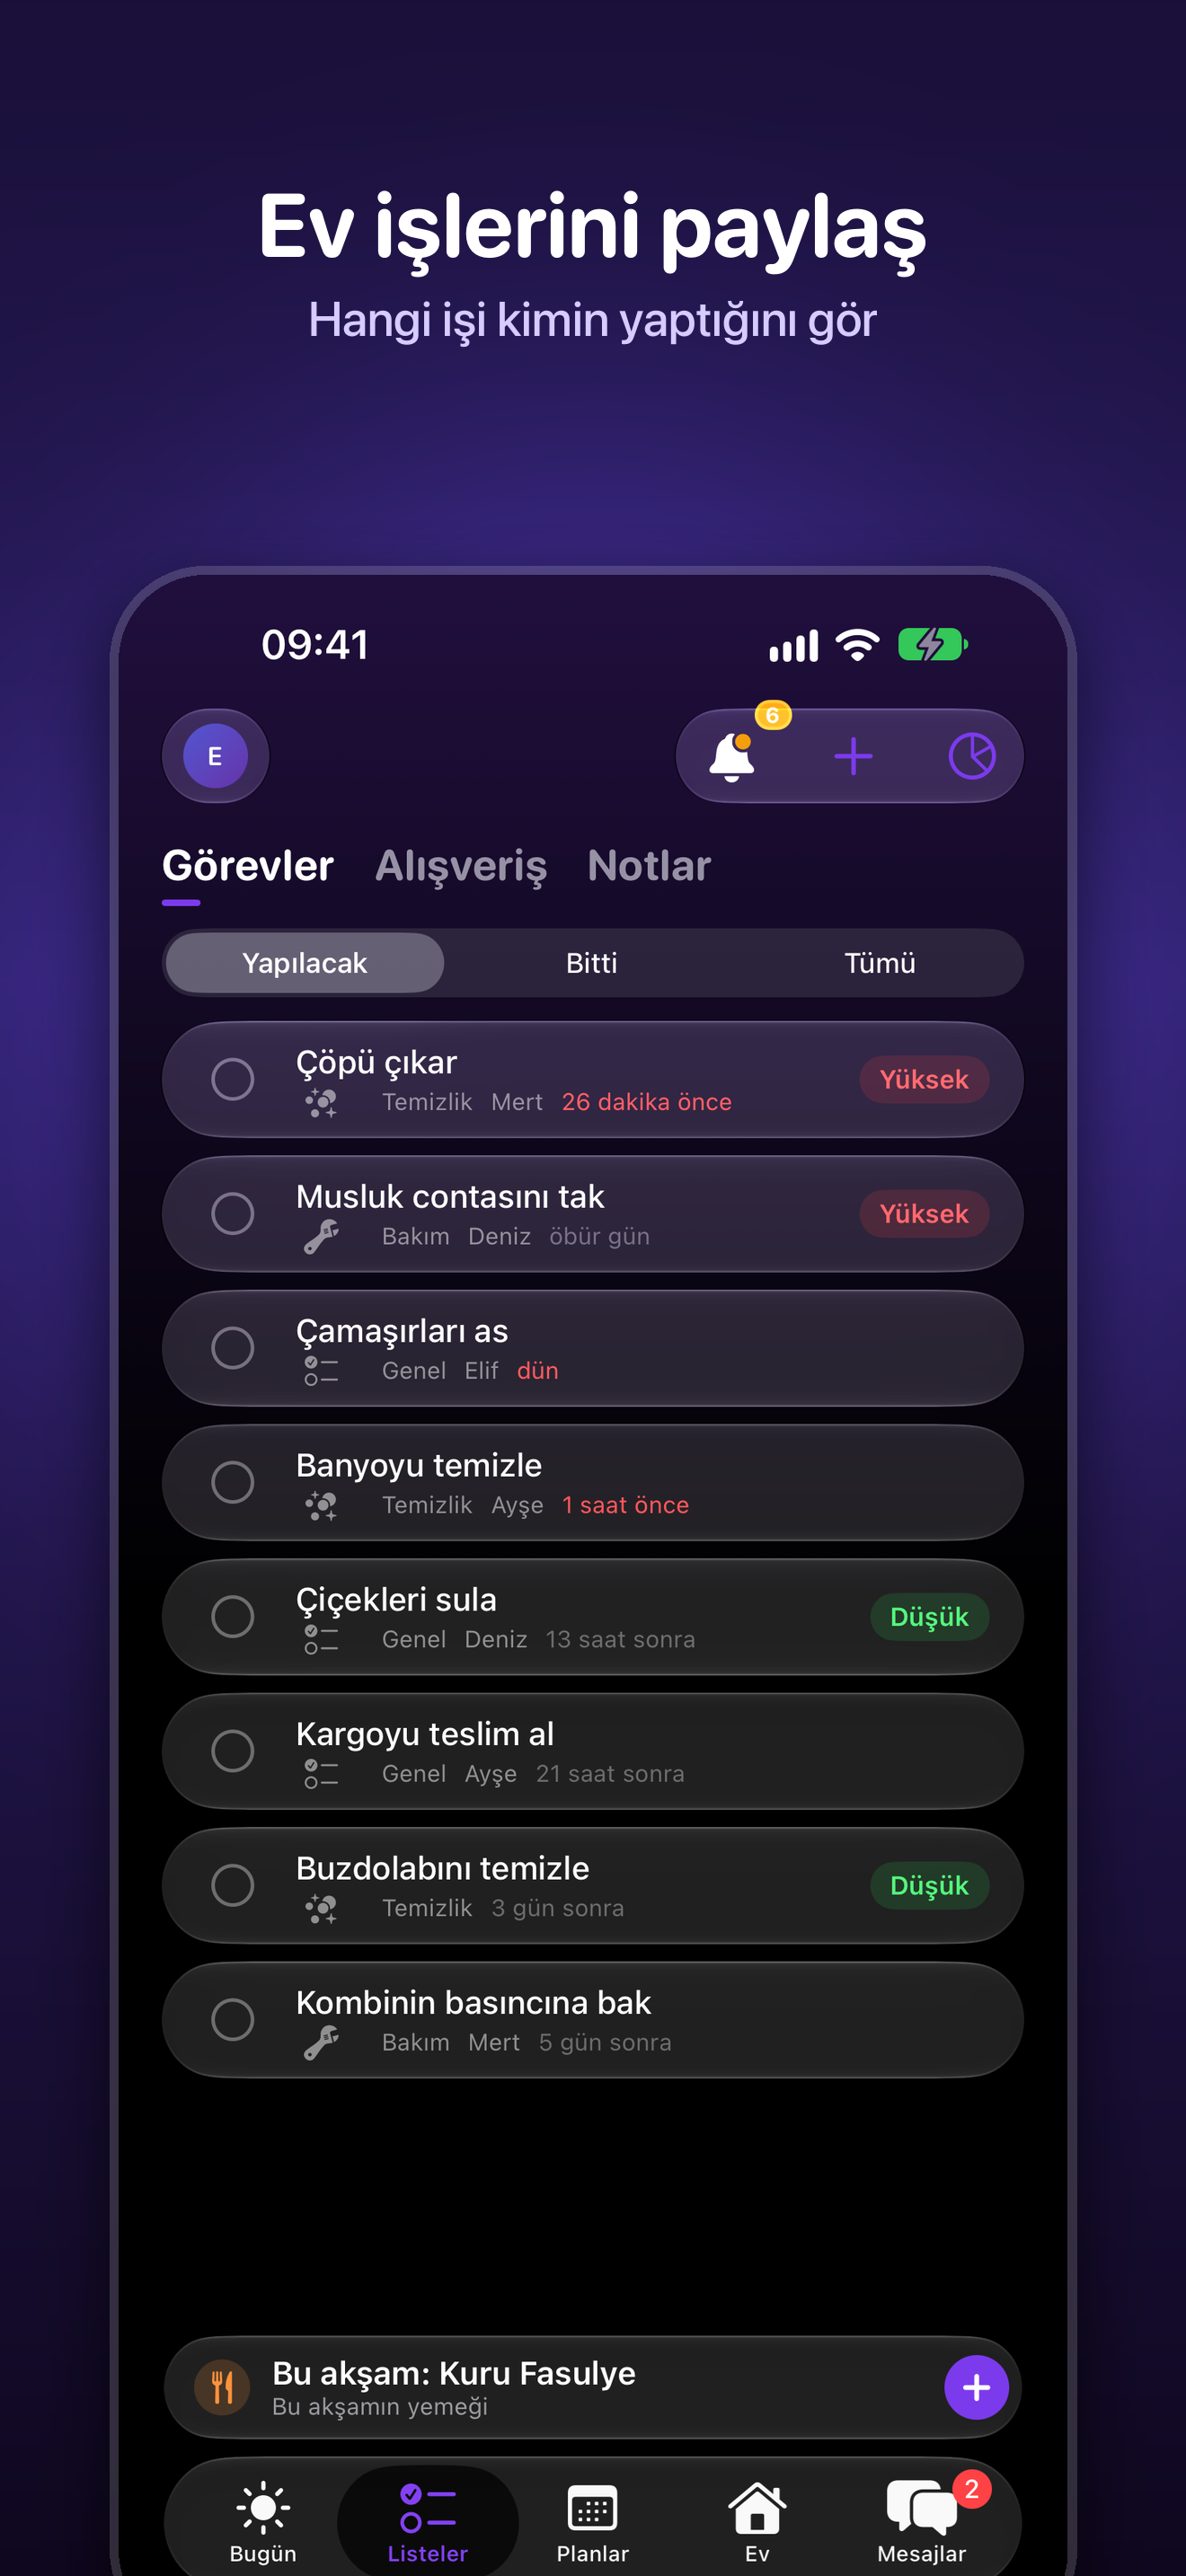 Ev işlerini paylaş
Hangi işi kimin yaptığını gör
09:41
E
6
Görevler Alışveriş Notlar
Yapılacak Bitti Tümü
Çöpü çıkar
Temizlik Mert 26 dakika önce
Yüksek
Musluk contasını tak
Bakım Deniz öbür gün
Yüksek
Çamaşırları as
Genel Elif dün
Banyoyu temizle
Temizlik Ayşe 1 saat önce
Çiçekleri sula
Genel Deniz 13 saat sonra
Düşük
Kargoyu teslim al
Genel Ayşe 21 saat sonra
Buzdolabını temizle
Temizlik 3 gün sonra
Düşük
Kombinin basıncına bak
Bakım Mert 5 gün sonra
Bu akşam: Kuru Fasulye
Bu akşamın yemeği
2
Bugün Listeler Planlar Ev Mesajlar